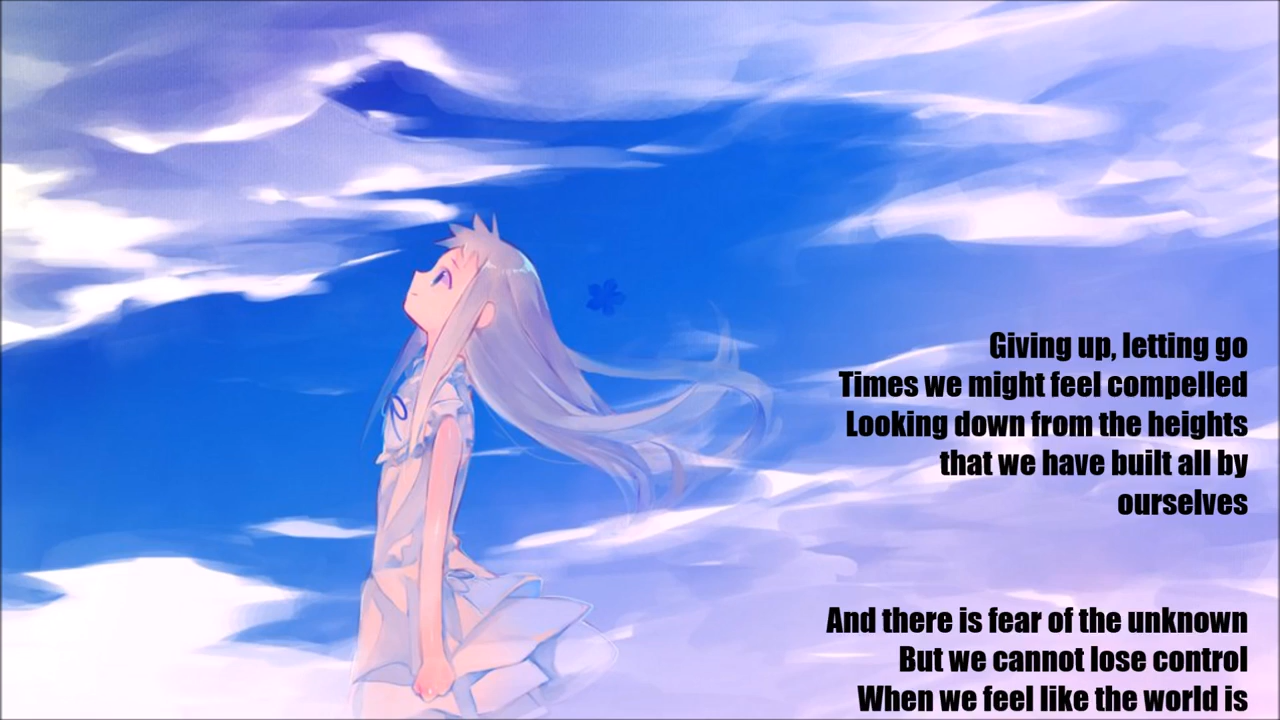 Giving up, letting go
Times we might feel compelled
Looking down from the heights
that we have built all by
ourselves
And there is fear of the unknown
But we cannot lose control
When we feel like the world is